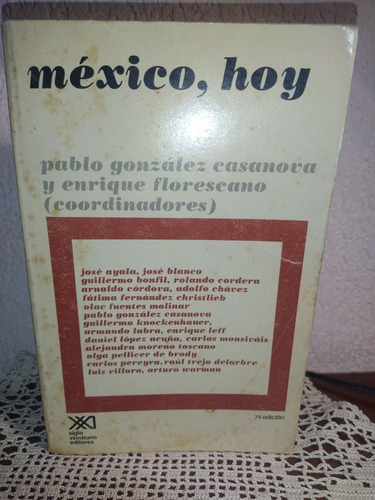 méxico, hoy
pablo gonzález casanova
y enrique florescano
(coordinadores)
josé ayala, josé blanco
guillermo bonfil, rolando cordera
arnaldo córdova, adolfo chávez
fátima fernández christlieb
olac fuentes molinar
pablo gonzález casanova
guillermo knochenhauer,
armando labra, enrique leff
daniel lópez acuña, carlos monsiváis
alejandra moreno toscano
olga pellicer de brody
carlos pereyra, raúl trejo delarbre
luis villoro, arturo warman
siglo
veintiuno
editores
7a edición